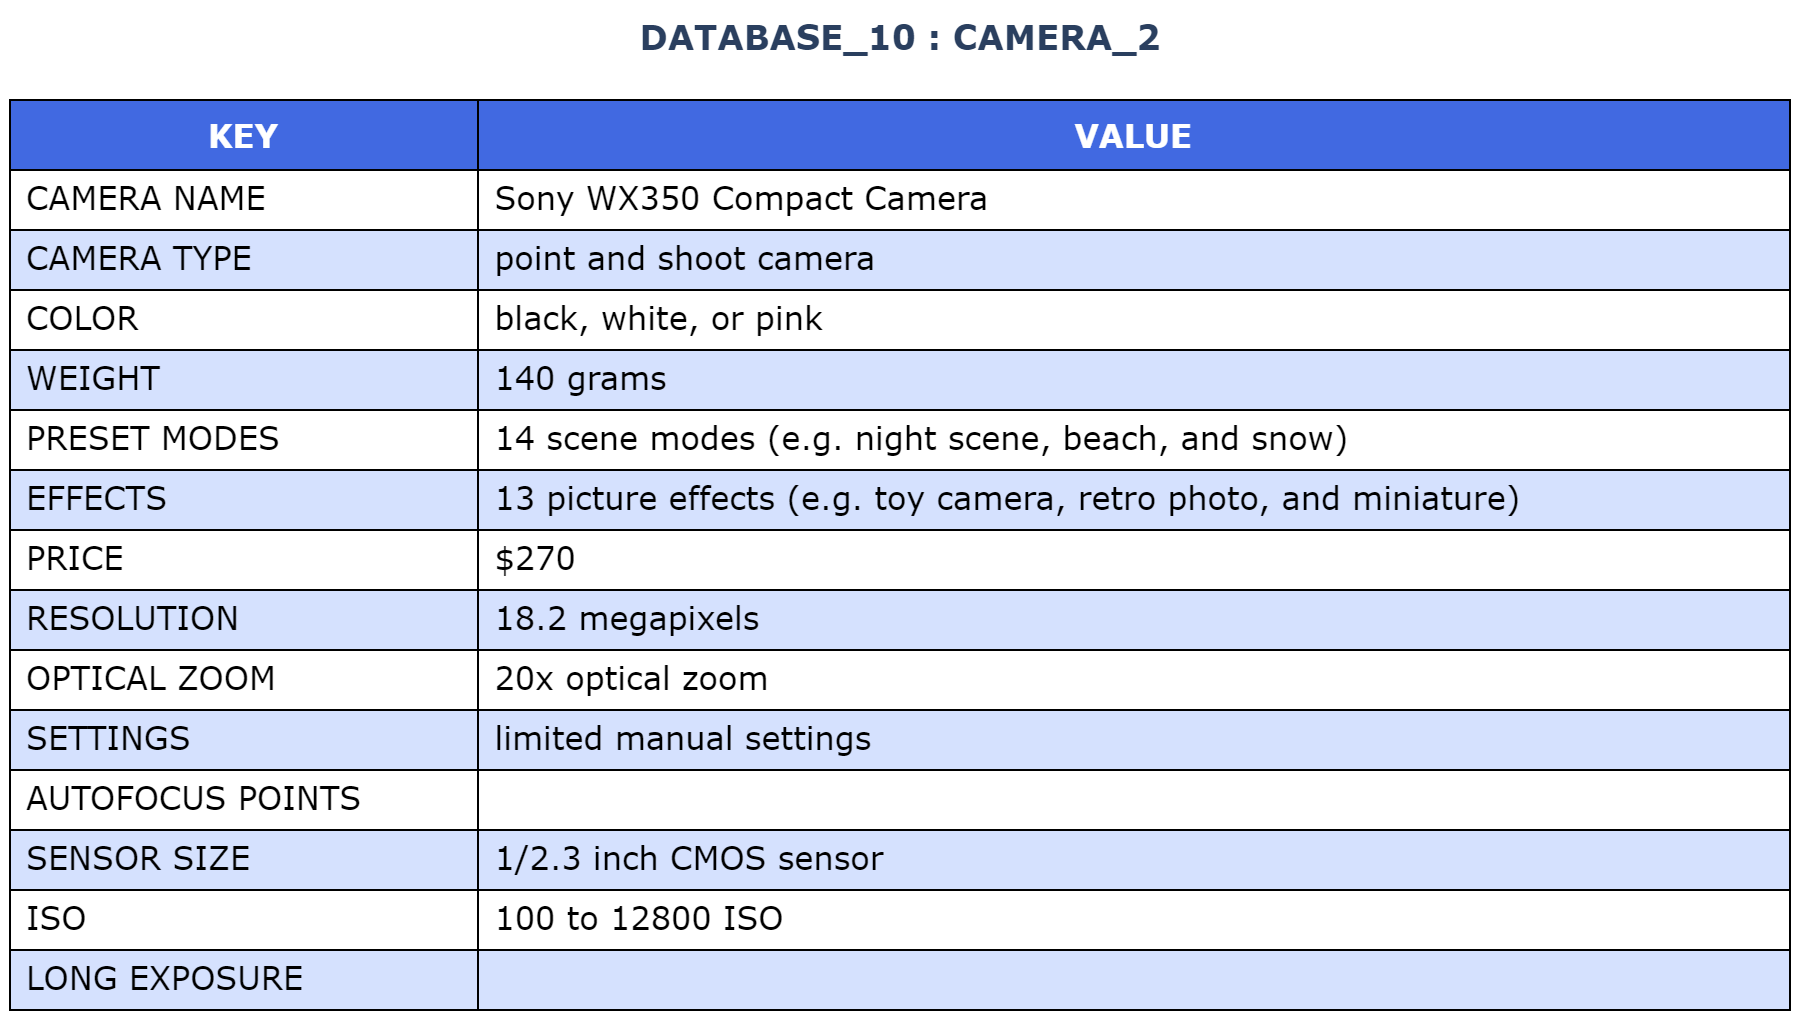 DATABASE_10 : CAMERA_2
KEY VALUE
CAMERA NAME Sony WX350 Compact Camera
CAMERA TYPE point and shoot camera
COLOR black, white, or pink
WEIGHT 140 grams
PRESET MODES 14 scene modes (e.g. night scene, beach, and snow)
EFFECTS 13 picture effects (e.g. toy camera, retro photo, and miniature)
PRICE $270
RESOLUTION 18.2 megapixels
OPTICAL ZOOM 20x optical zoom
SETTINGS limited manual settings
AUTOFOCUS POINTS
SENSOR SIZE 1/2.3 inch CMOS sensor
ISO 100 to 12800 ISO
LONG EXPOSURE